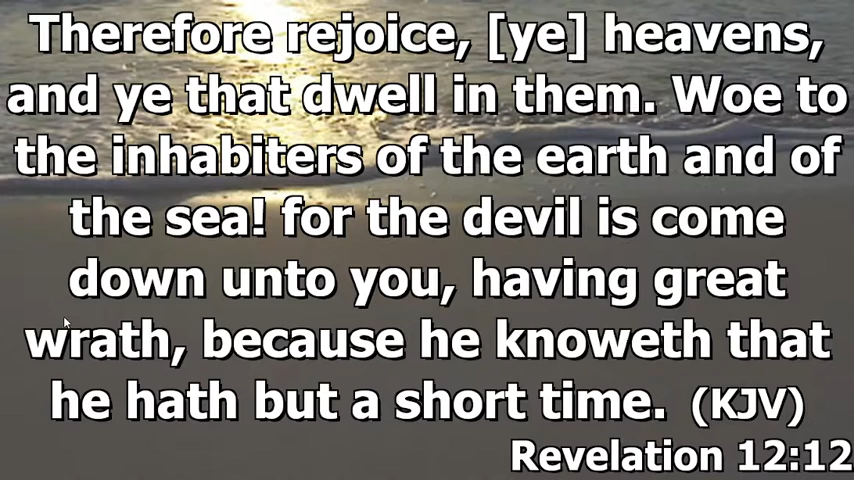 Therefore rejoice, [ye] heavens,
and ye that dwell in them. Woe to
the inhabiters of the earth and of
the sea! for the devil is come
down unto you, having great
wrath, because he knoweth that
he hath but a short time. (KJV)
Revelation 12:12